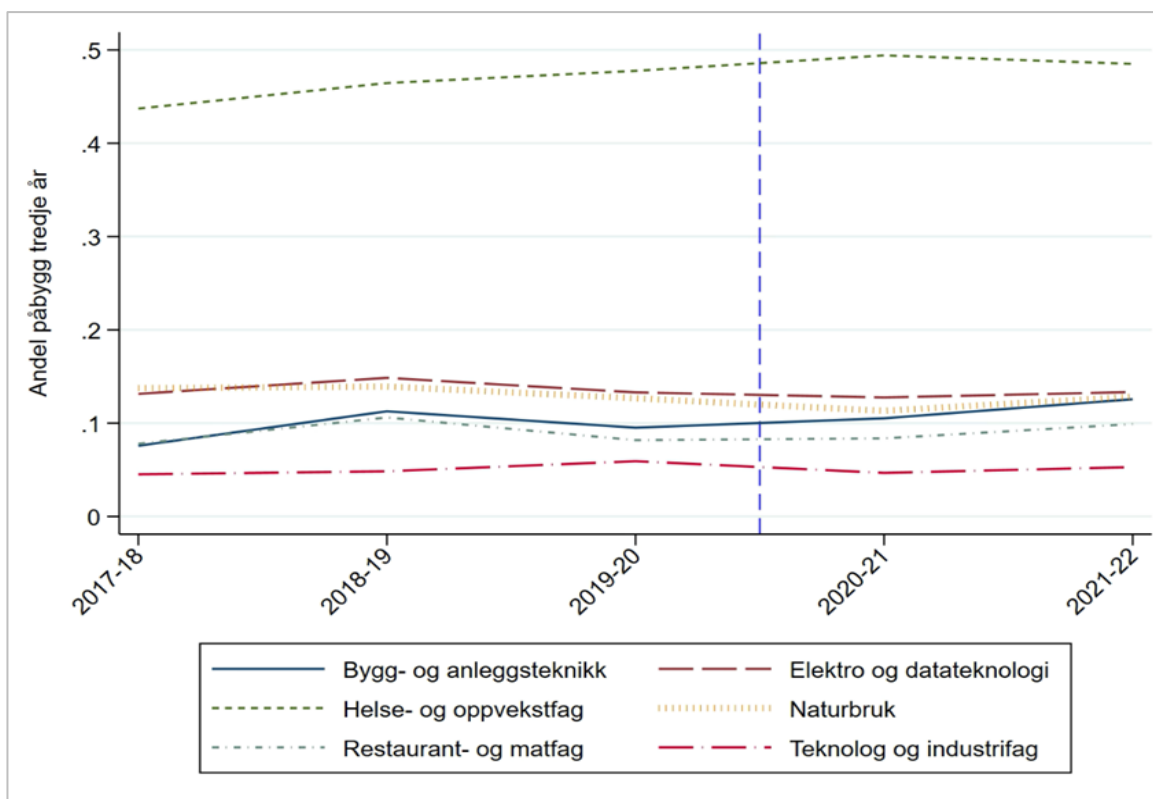 Andel påbygg tredje år
.5
.4
.3
.2
.1
0
2017-18
2018-19
2019-20
2020-21
2021-22
Bygg- og anleggsteknikk
Elektro og datateknologi
Helse- og oppvekstfag
Naturbruk
Restaurant- og matfag
Teknolog og industrifag